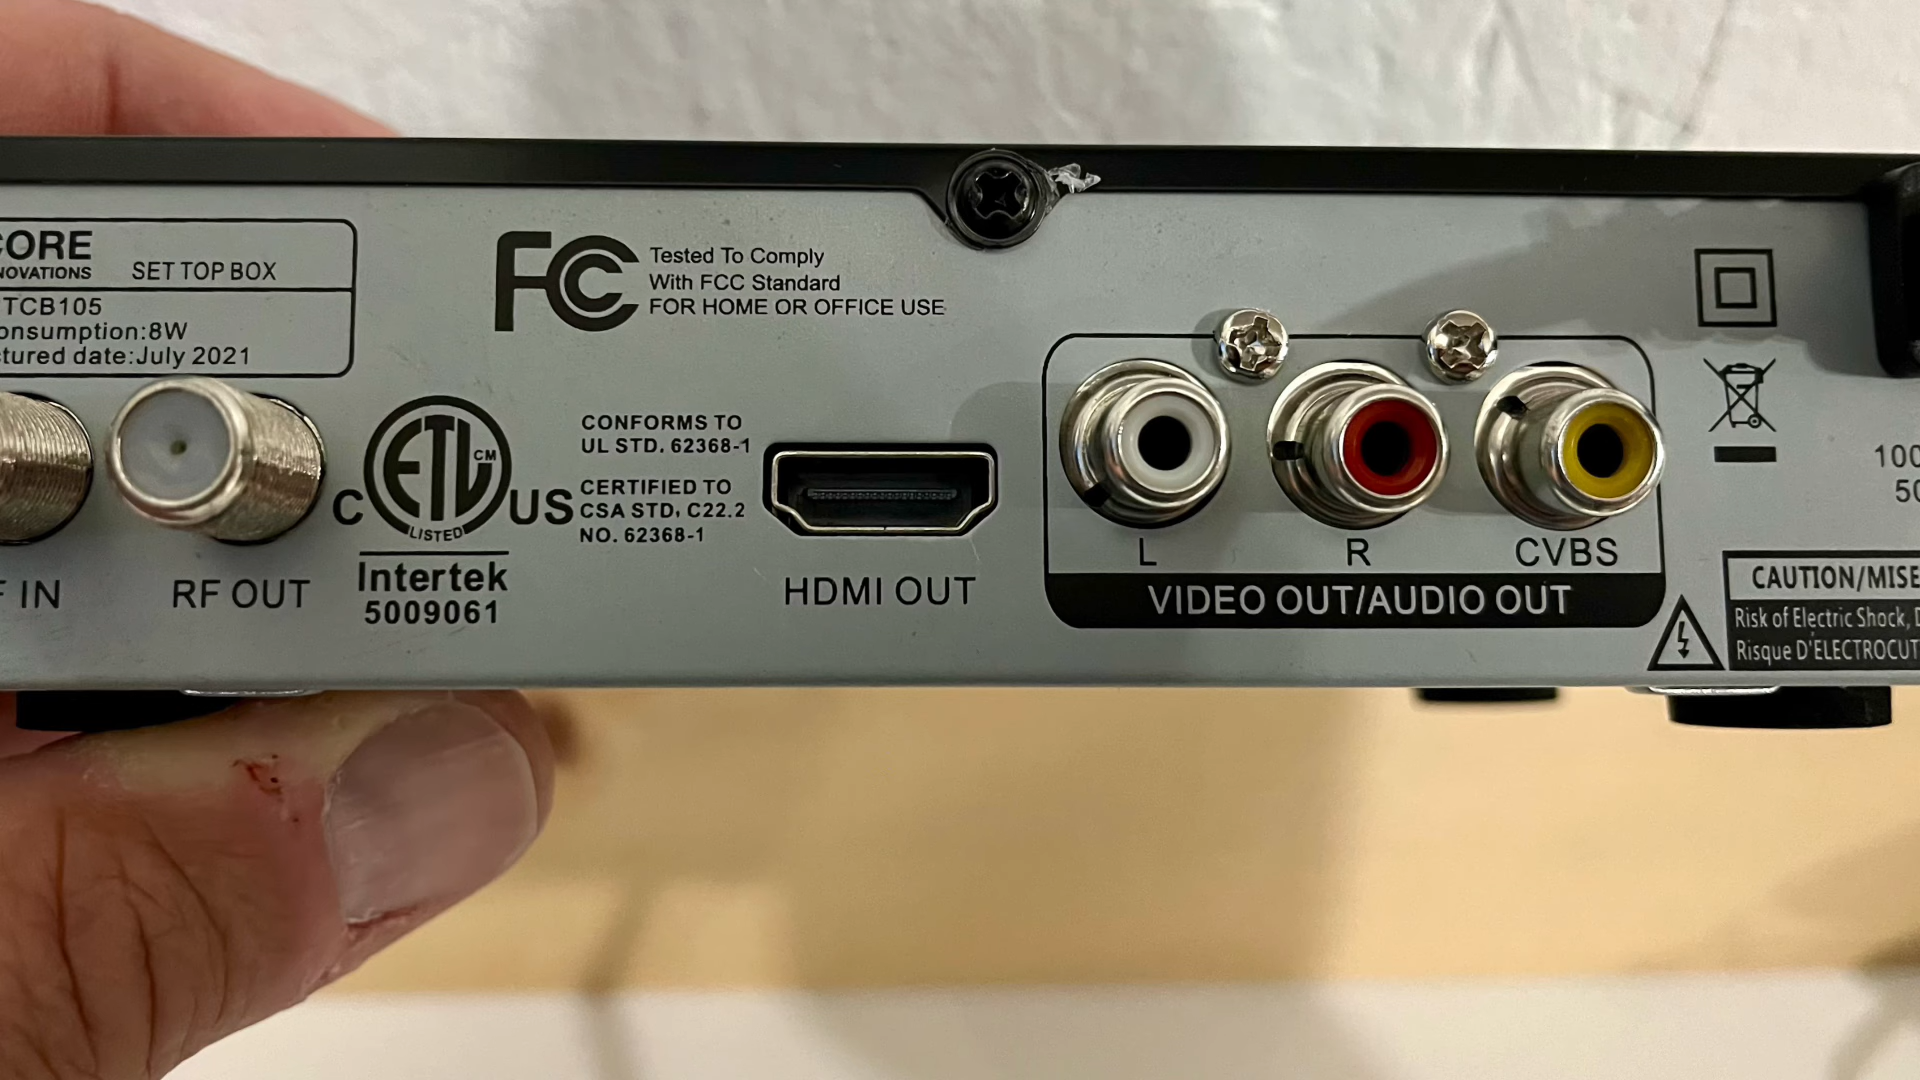 CORE
NOVATIONS SET TOP BOX
TCB105
onsumption:8W
ctured date:July 2021
FC
Tested To Comply
With FCC Standard
FOR HOME OR OFFICE USE
CONFORMS TO
UL STD. 62368-1
CERTIFIED TO
CSA STD, C22.2
NO. 62368-1
C ETL CM US
LISTED
Intertek
5009061
F IN
RF OUT
HDMI OUT
L
R
CVBS
VIDEO OUT/AUDIO OUT
100
50
CAUTION/MISE
Risk of Electric Shock, D
Risque D'ÉLECTROCUT